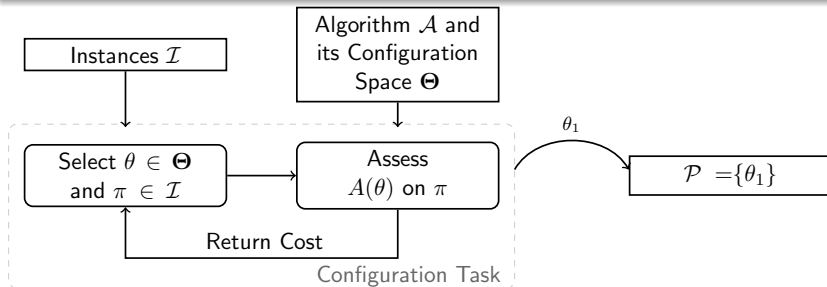 Instances 𝓘
Algorithm 𝓐 and
its Configuration
Space 𝚯
Select θ ∈ 𝚯
and π ∈ 𝓘
Assess
A(θ) on π
Return Cost
Configuration Task
θ₁
𝓟 ={θ₁}